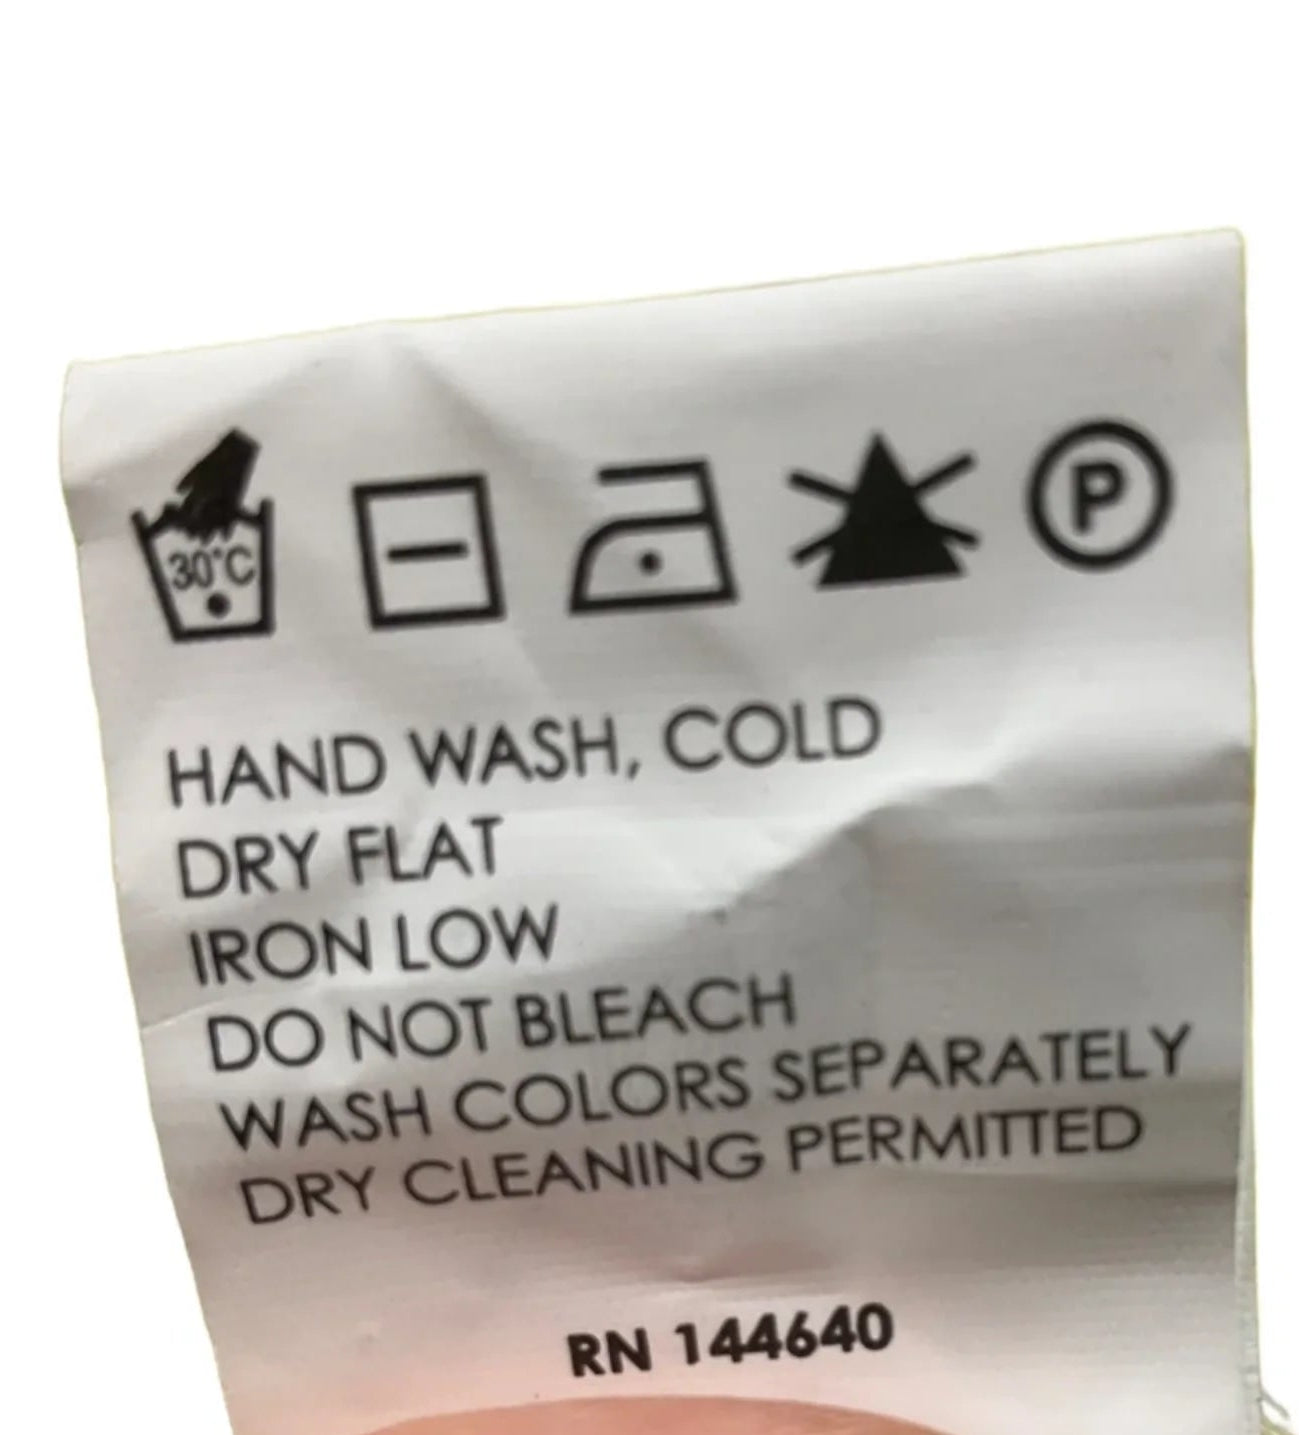 30°C
P
HAND WASH, COLD
DRY FLAT
IRON LOW
DO NOT BLEACH
WASH COLORS SEPARATELY
DRY CLEANING PERMITTED
RN 144640